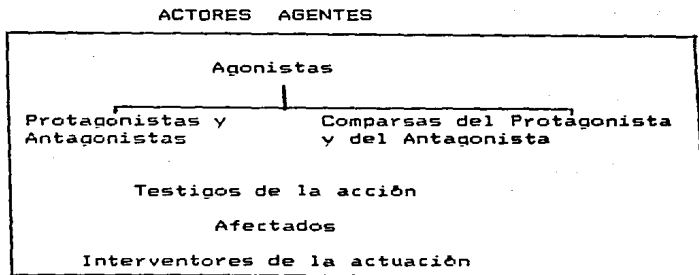 ACTORES AGENTES
Agonistas
Protagonistas y Comparsas del Protagonista
Antagonistas y del Antagonista
Testigos de la acción
Afectados
Interventores de la actuación